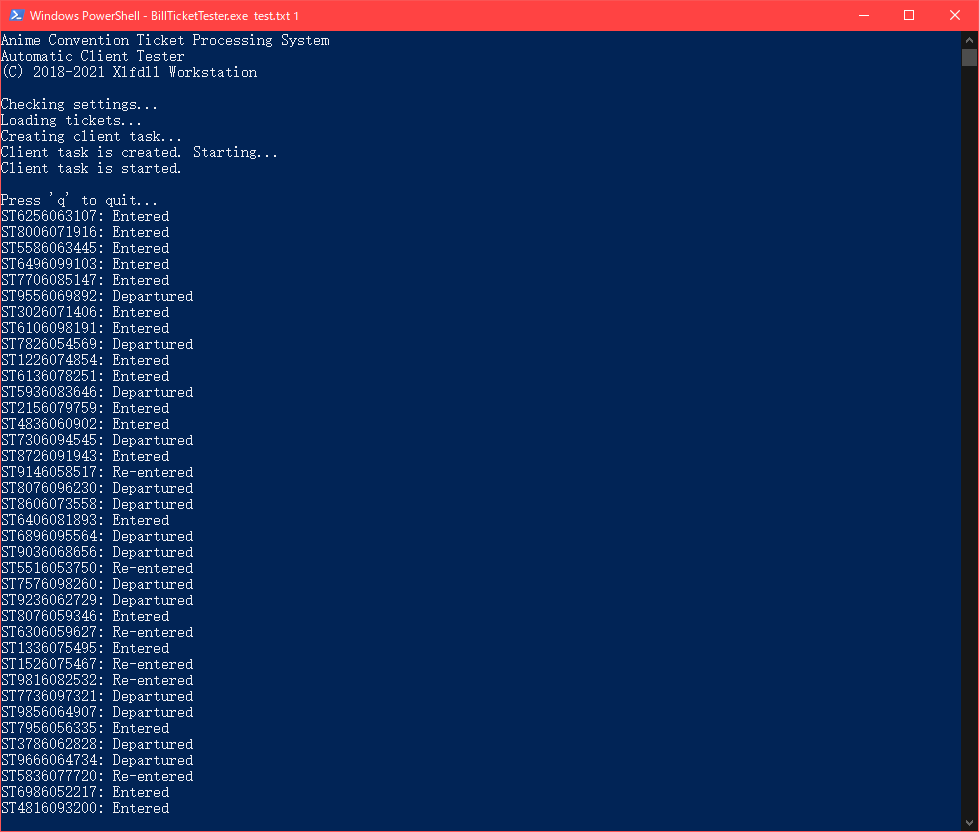 Windows PowerShell - BillTicketTester.exe  test.txt 1
Anime Convention Ticket Processing System
Automatic Client Tester
(C) 2018-2021 Xlfdll Workstation
Checking settings...
Loading tickets...
Creating client task...
Client task is created. Starting...
Client task is started.
Press 'q' to quit...
ST6256063107: Entered
ST8006071916: Entered
ST5586063445: Entered
ST6496099103: Entered
ST7706085147: Entered
ST9556069892: Departured
ST3026071406: Entered
ST6106098191: Entered
ST7826054569: Departured
ST1226074854: Entered
ST6136078251: Entered
ST5936083646: Departured
ST2156079759: Entered
ST4836060902: Entered
ST7306094545: Departured
ST8726091943: Entered
ST9146058517: Re-entered
ST8076096230: Departured
ST8606073558: Departured
ST6406081893: Entered
ST6896095564: Departured
ST9036068656: Departured
ST5516053750: Re-entered
ST7576098260: Departured
ST9236062729: Departured
ST8076059346: Entered
ST6306059627: Re-entered
ST1336075495: Entered
ST1526075467: Re-entered
ST9816082532: Re-entered
ST7736097321: Departured
ST9856064907: Departured
ST7956056335: Entered
ST3786062828: Departured
ST9666064734: Departured
ST5836077720: Re-entered
ST6986052217: Entered
ST4816093200: Entered